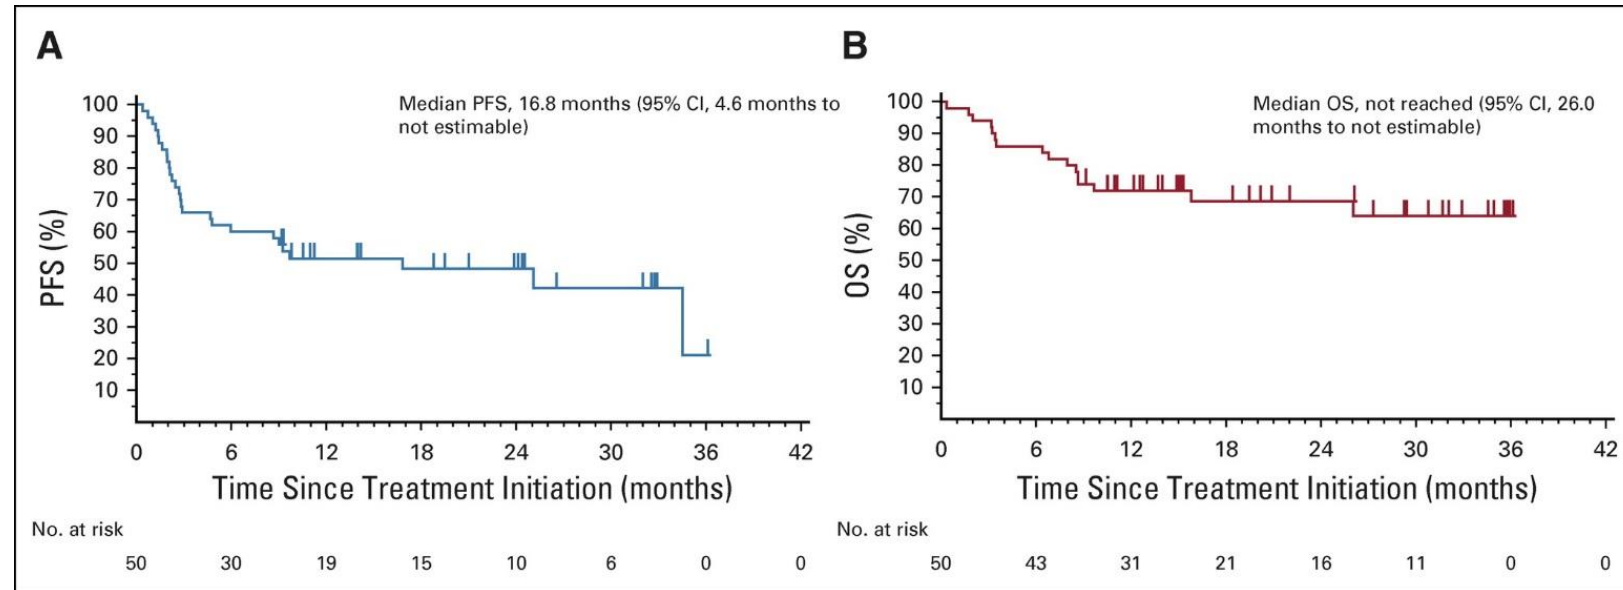 A
Median PFS, 16.8 months (95% CI, 4.6 months to
not estimable)
PFS (%)
100
90
80
70
60
50
40
30
20
10
0 6 12 18 24 30 36 42
Time Since Treatment Initiation (months)
No. at risk
50 30 19 15 10 6 0 0
B
Median OS, not reached (95% CI, 26.0
months to not estimable)
OS (%)
100
90
80
70
60
50
40
30
20
10
0 6 12 18 24 30 36 42
Time Since Treatment Initiation (months)
No. at risk
50 43 31 21 16 11 0 0